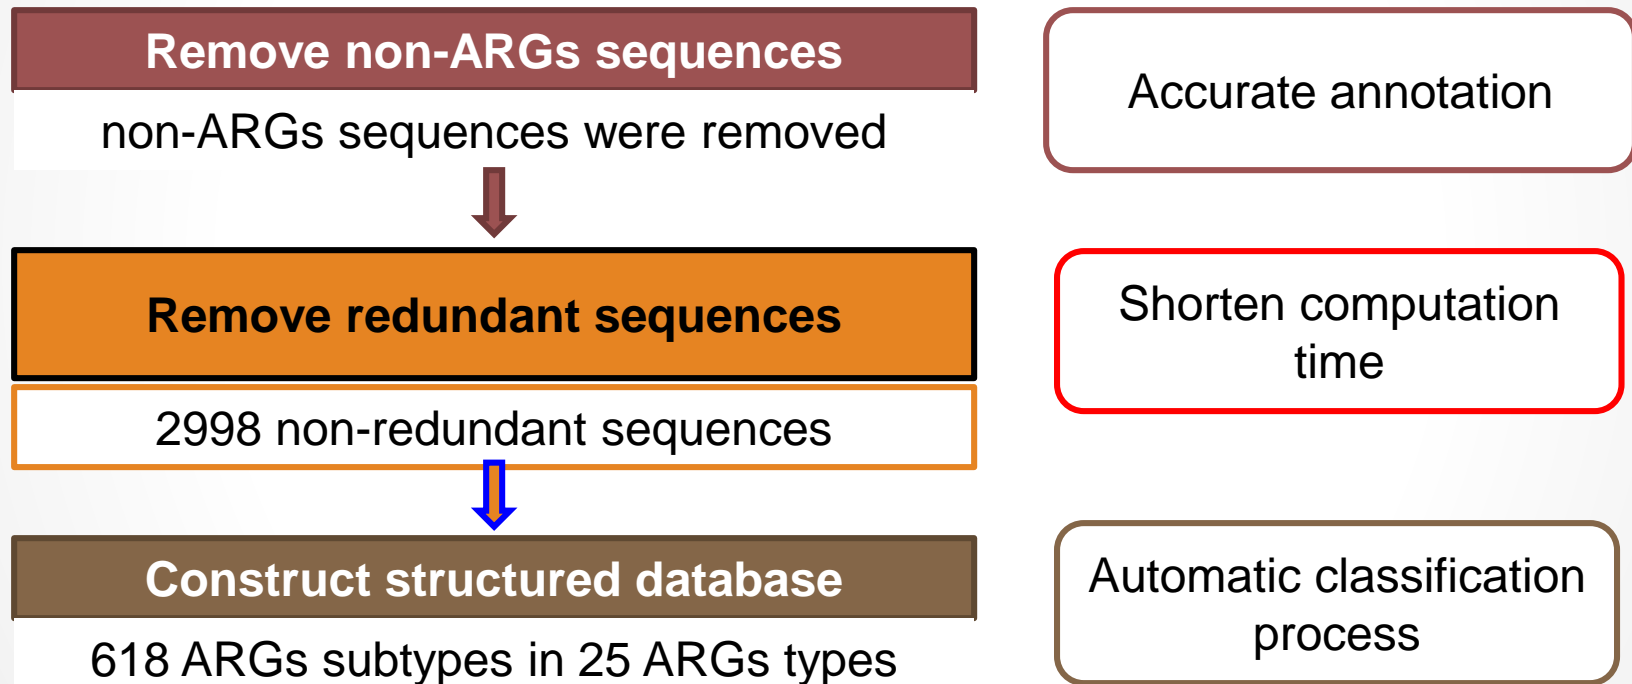 Remove non-ARGs sequences
non-ARGs sequences were removed
Accurate annotation
Remove redundant sequences
2998 non-redundant sequences
Shorten computation
time
Construct structured database
618 ARGs subtypes in 25 ARGs types
Automatic classification
process